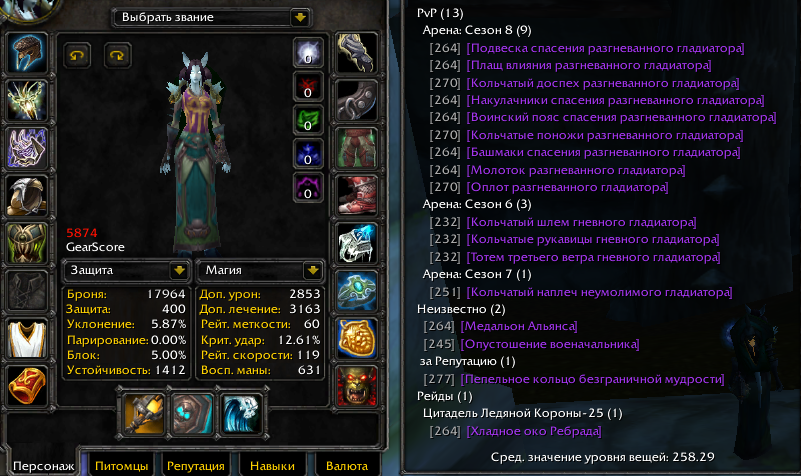 Выбрать звание
0
0
0
0
0
5874
GearScore
Защита
Броня: 17964
Защита: 400
Уклонение: 5.87%
Парирование: 0.00%
Блок: 5.00%
Устойчивость: 1412
Магия
Доп. урон: 2853
Доп. лечение: 3163
Рейт. меткости: 60
Крит. удар: 12.61%
Рейт. скорости: 119
Восп. маны: 631
Персонаж
Питомцы
Репутация
Навыки
Валюта
PvP (13)
Арена: Сезон 8 (9)
[264] [Подвеска спасения разгневанного гладиатора]
[264] [Плащ влияния разгневанного гладиатора]
[270] [Кольчатый доспех разгневанного гладиатора]
[264] [Накулачники спасения разгневанного гладиатора]
[264] [Воинский пояс спасения разгневанного гладиатора]
[270] [Кольчатые поножи разгневанного гладиатора]
[264] [Башмаки спасения разгневанного гладиатора]
[264] [Молоток разгневанного гладиатора]
[270] [Оплот разгневанного гладиатора]
Арена: Сезон 6 (3)
[232] [Кольчатый шлем гневного гладиатора]
[232] [Кольчатые рукавицы гневного гладиатора]
[232] [Тотем третьего ветра гневного гладиатора]
Арена: Сезон 7 (1)
[251] [Кольчатый наплеч неумолимого гладиатора]
Неизвестно (2)
[264] [Медальон Альянса]
[245] [Опустошение военачальника]
за Репутацию (1)
[277] [Пепельное кольцо безграничной мудрости]
Рейды (1)
Цитадель Ледяной Короны-25 (1)
[264] [Хладное око Ребрада]
Сред. значение уровня вещей: 258.29